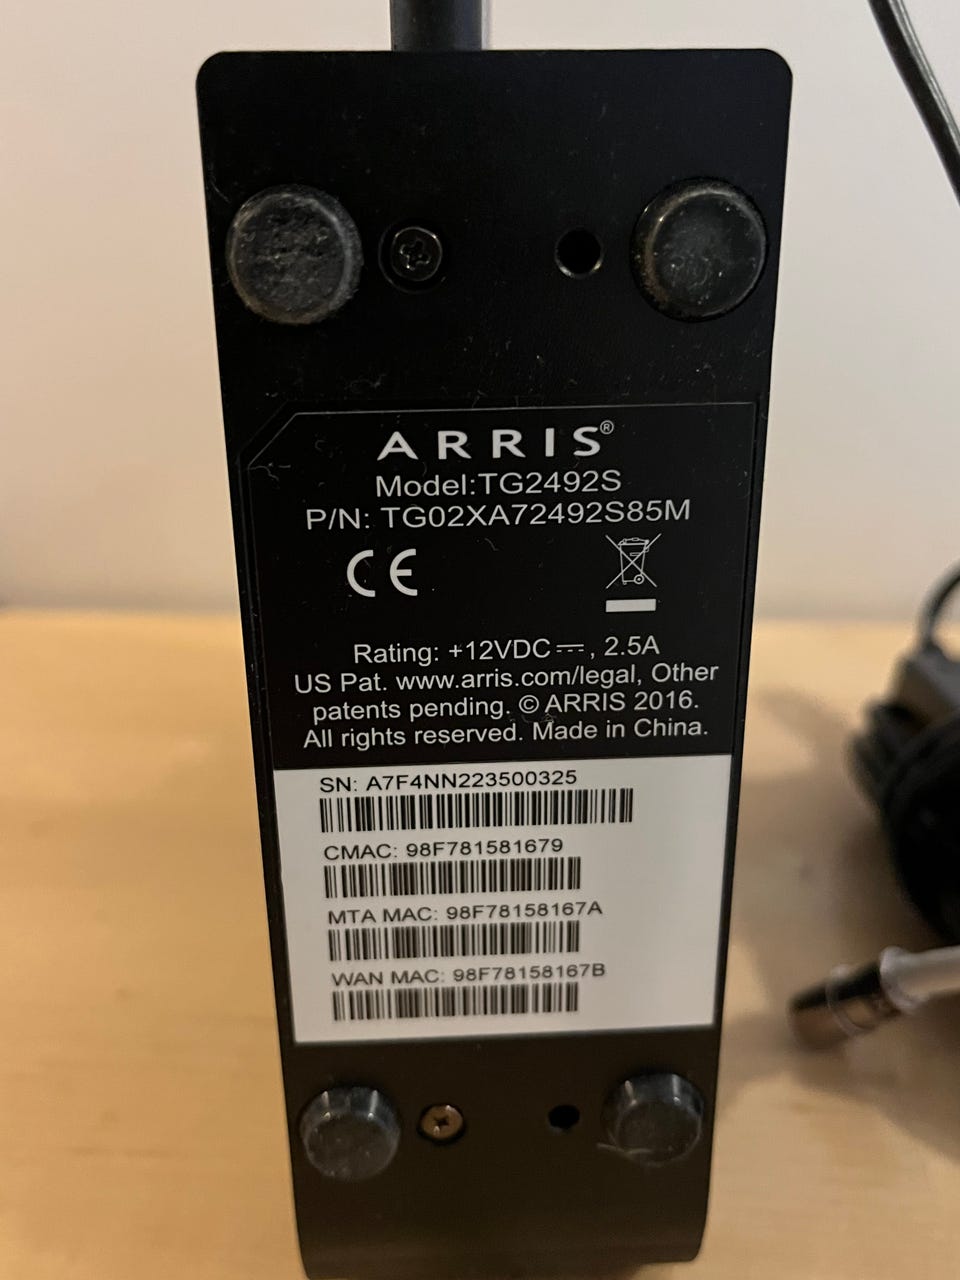 ARRIS®
Model:TG2492S
P/N: TG02XA72492S85M
CE
Rating: +12VDC⎓, 2.5A
US Pat. www.arris.com/legal, Other
patents pending. © ARRIS 2016.
All rights reserved. Made in China.
SN: A7F4NN223500325
CMAC: 98F781581679
MTA MAC: 98F78158167A
WAN MAC: 98F78158167B